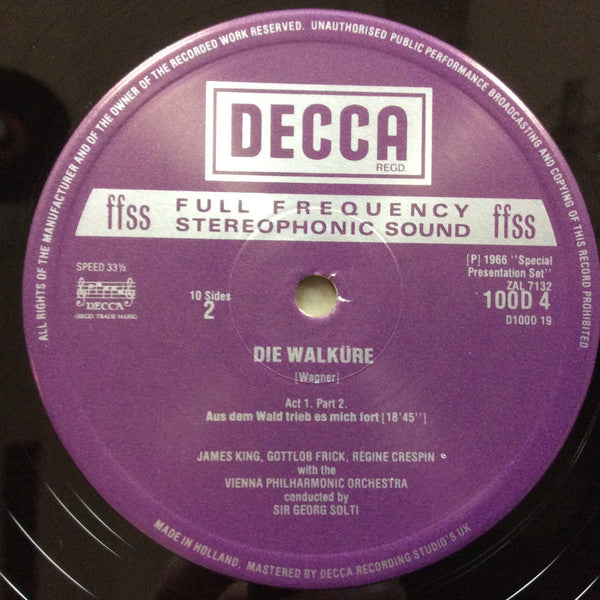 ALL RIGHTS OF THE MANUFACTURER AND OF THE OWNER OF THE RECORDED WORK RESERVED. UNAUTHORISED PUBLIC PERFORMANCE BROADCASTING AND COPYING OF THIS RECORD PROHIBITED
DECCA
REGD.
ffss FULL FREQUENCY STEREOPHONIC SOUND ffss
SPEED 33⅓
DECCA
(REGD. TRADE MARK)
10 Sides
2
[P] 1966 "Special
Presentation Set"
ZAL 7132
100D 4
D100D 19
DIE WALKÜRE
[Wagner]
Act 1. Part 2.
Aus dem Wald trieb es mich fort [18'45"]
JAMES KING, GOTTLOB FRICK, RÉGINE CRESPIN
with the
VIENNA PHILHARMONIC ORCHESTRA
conducted by
SIR GEORG SOLTI
MADE IN HOLLAND, MASTERED BY DECCA RECORDING STUDIO'S UK